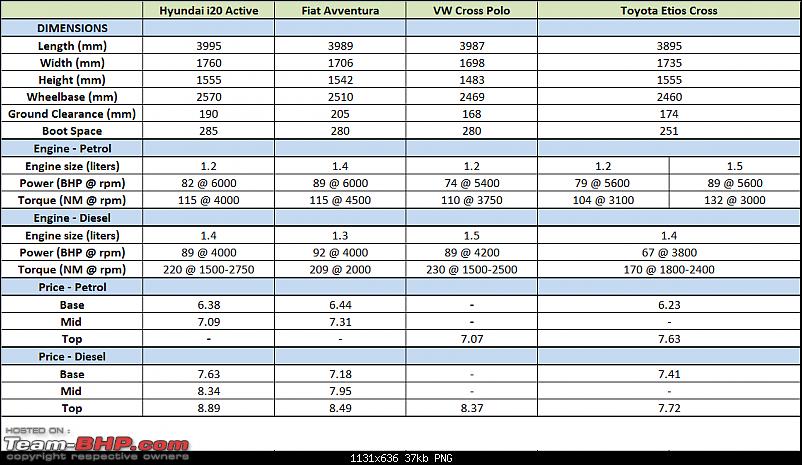 Hyundai i20 Active Fiat Avventura VW Cross Polo Toyota Etios Cross
DIMENSIONS
Length (mm) 3995 3989 3987 3895
Width (mm) 1760 1706 1698 1735
Height (mm) 1555 1542 1483 1555
Wheelbase (mm) 2570 2510 2469 2460
Ground Clearance (mm) 190 205 168 174
Boot Space 285 280 280 251
Engine - Petrol
Engine size (liters) 1.2 1.4 1.2 1.2 1.5
Power (BHP @ rpm) 82 @ 6000 89 @ 6000 74 @ 5400 79 @ 5600 89 @ 5600
Torque (NM @ rpm) 115 @ 4000 115 @ 4500 110 @ 3750 104 @ 3100 132 @ 3000
Engine - Diesel
Engine size (liters) 1.4 1.3 1.5 1.4
Power (BHP @ rpm) 89 @ 4000 92 @ 4000 89 @ 4200 67 @ 3800
Torque (NM @ rpm) 220 @ 1500-2750 209 @ 2000 230 @ 1500-2500 170 @ 1800-2400
Price - Petrol
Base 6.38 6.44 - 6.23
Mid 7.09 7.31 - -
Top - - 7.07 7.63
Price - Diesel
Base 7.63 7.18 - 7.41
Mid 8.34 7.95 - -
Top 8.89 8.49 8.37 7.72
HOSTED ON :
Team-BHP.com
copyright respective owners
1131x636 37kb PNG